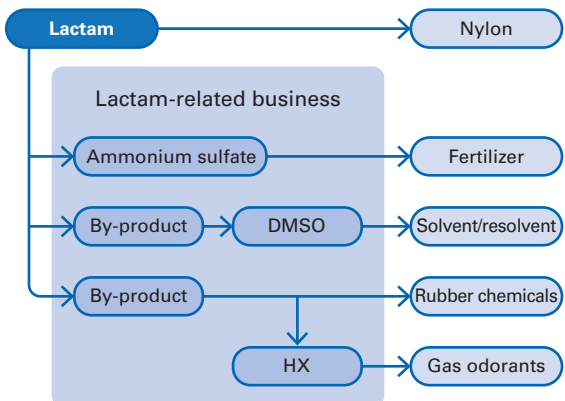 Lactam
Nylon
Lactam-related business
Ammonium sulfate
Fertilizer
By-product
DMSO
Solvent/resolvent
By-product
Rubber chemicals
HX
Gas odorants